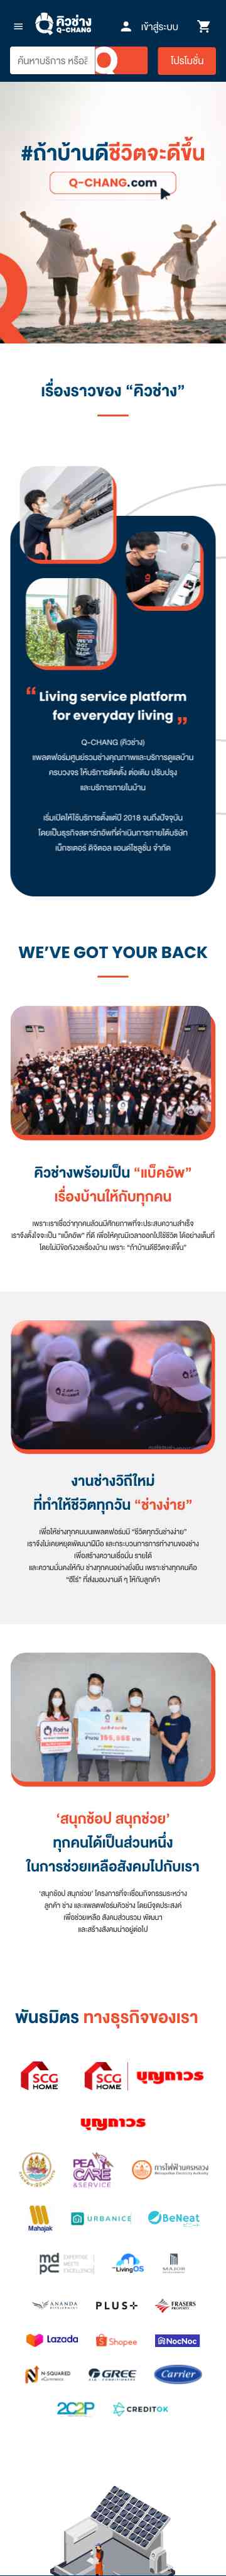 คิวช่าง
Q-CHANG
เข้าสู่ระบบ
ค้นหาบริการ หรือสิ
โปรโมชั่น
#ถ้าบ้านดีชีวิตจะดีขึ้น
Q-CHANG.com
เรื่องราวของ “คิวช่าง”
“ Living service platform
for everyday living ”
Q-CHANG (คิวช่าง)
แพลตฟอร์มศูนย์รวมช่างคุณภาพและบริการดูแลบ้าน
ครบวงจร ให้บริการติดตั้ง ต่อเติม ปรับปรุง
และบริการภายในบ้าน
เริ่มเปิดให้ใช้บริการตั้งแต่ปี 2018 จนถึงปัจจุบัน
โดยเป็นธุรกิจสตาร์ทอัพที่ดำเนินการภายใต้บริษัท
เน็กซเตอร์ ดิจิตอล แอนด์โซลูชั่น จำกัด
WE’VE GOT YOUR BACK
คิวช่างพร้อมเป็น “แบ็คอัพ”
เรื่องบ้านให้กับทุกคน
เพราะเราเชื่อว่าทุกคนล้วนมีศักยภาพที่จะประสบความสำเร็จ
เราจึงตั้งใจจะเป็น “แบ็คอัพ” ที่ดี เพื่อให้คุณมีเวลาออกไปใช้ชีวิต ได้อย่างเต็มที่
โดยไม่มีข้อกังวลเรื่องบ้าน เพราะ “ถ้าบ้านดีชีวิตจะดีขึ้น”
งานช่างวิถีใหม่
ที่ทำให้ชีวิตทุกวัน “ช่างง่าย”
เพื่อให้ช่างทุกคนบนแพลตฟอร์มมี “ชีวิตทุกวันช่างง่าย”
เราจึงไม่เคยหยุดพัฒนาฝีมือ และกระบวนการการทำงานของช่าง
เพื่อสร้างความเชื่อมั่น รายได้
และความมั่นคงให้กับ ช่างทุกคนอย่างยั่งยืน เพราะช่างทุกคนคือ
“ฮีโร่” ที่ส่งมอบงานดี ๆ ให้กับลูกค้า
‘สนุกช้อป สนุกช่วย’
ทุกคนได้เป็นส่วนหนึ่ง
ในการช่วยเหลือสังคมไปกับเรา
‘สนุกช้อป สนุกช่วย’ โครงการที่จะเชื่อมกิจกรรมระหว่าง
ลูกค้า ช่าง และแพลตฟอร์มคิวช่าง โดยมีจุดประสงค์
เพื่อช่วยเหลือ สังคมส่วนรวม พัฒนา
และสร้างสังคมน่าอยู่ต่อไป
พันธมิตร ทางธุรกิจของเรา
SCG HOME
SCG HOME บุญถาวร
บุญถาวร
PEA CARE & SERVICE
การไฟฟ้านครหลวง
Metropolitan Electricity Authority
Mahajak
URBANICE
BeNeat
mdpc
EXPERTISE MEETS EXCELLENCE
LivingOS
ANANDA
PLUS+
FRASERS PROPERTY
Lazada
Shopee
NocNoc
N-SQUARED
eCommerce
GREE
Carrier
2C2P
CREDITOK